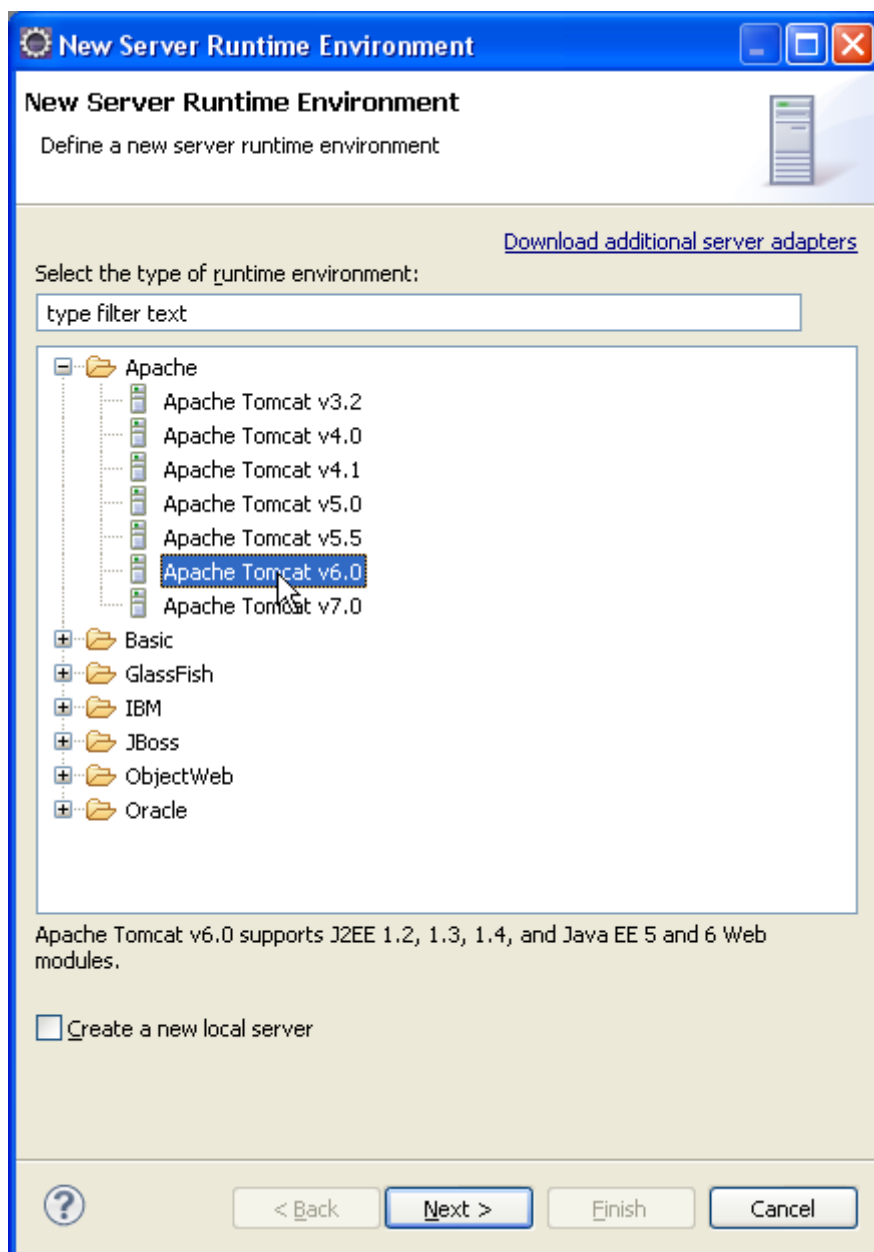 New Server Runtime Environment
New Server Runtime Environment
Define a new server runtime environment
Download additional server adapters
Select the type of runtime environment:
type filter text
Apache
Apache Tomcat v3.2
Apache Tomcat v4.0
Apache Tomcat v4.1
Apache Tomcat v5.0
Apache Tomcat v5.5
Apache Tomcat v6.0
Apache Tomcat v7.0
Basic
GlassFish
IBM
JBoss
ObjectWeb
Oracle
Apache Tomcat v6.0 supports J2EE 1.2, 1.3, 1.4, and Java EE 5 and 6 Web
modules.
Create a new local server
? < Back Next > Finish Cancel